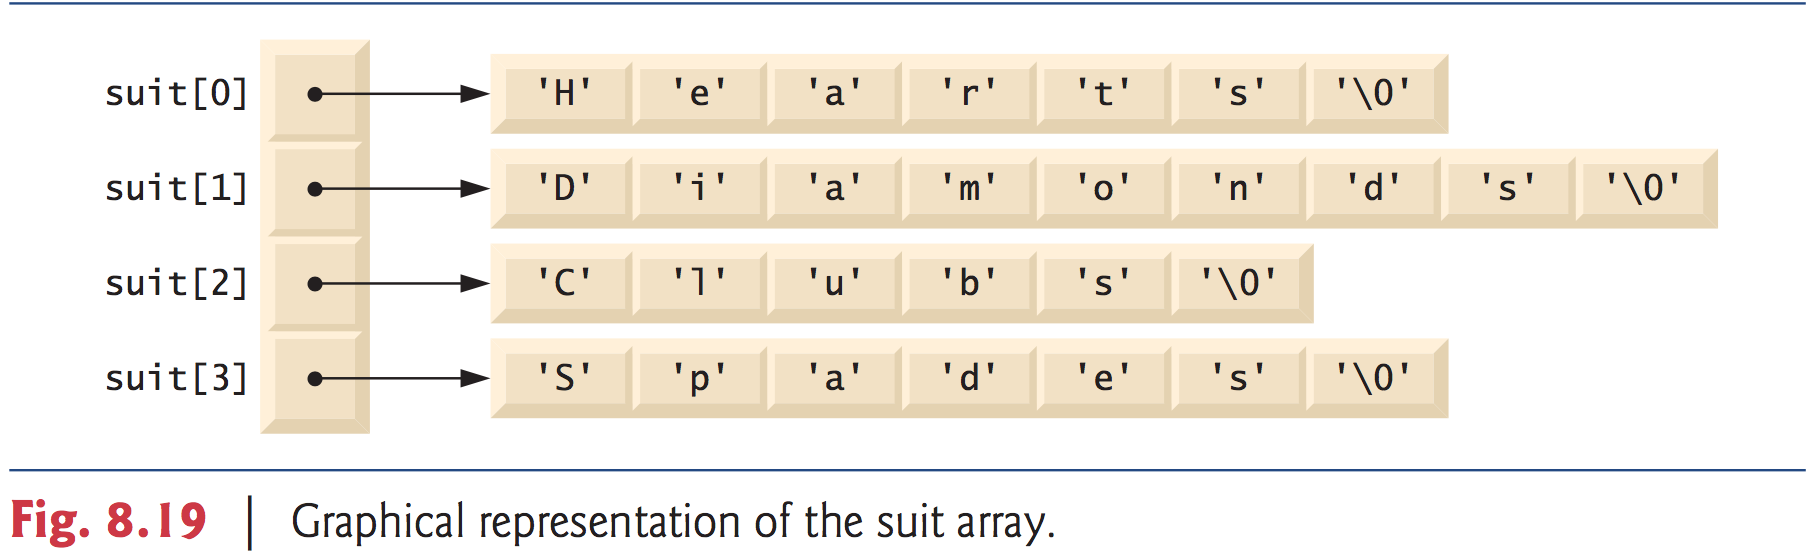 suit[0] 'H' 'e' 'a' 'r' 't' 's' '\0'
suit[1] 'D' 'i' 'a' 'm' 'o' 'n' 'd' 's' '\0'
suit[2] 'C' 'l' 'u' 'b' 's' '\0'
suit[3] 'S' 'p' 'a' 'd' 'e' 's' '\0'
Fig. 8.19 | Graphical representation of the suit array.